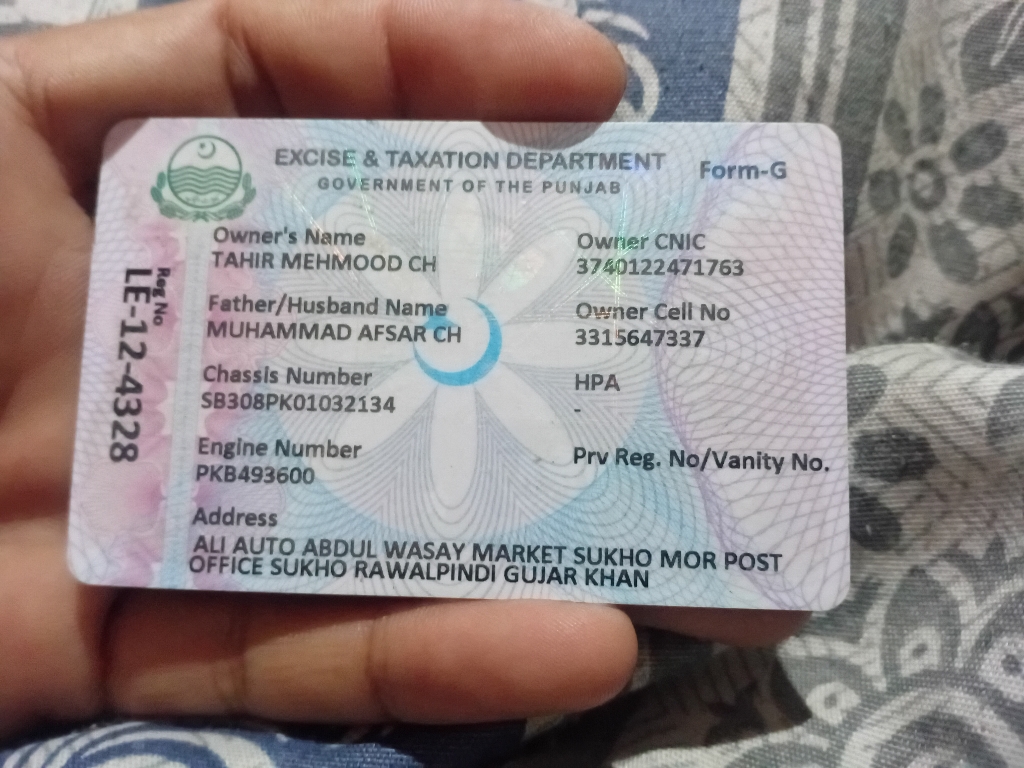 EXCISE & TAXATION DEPARTMENT
Form-G
GOVERNMENT OF THE PUNJAB
Reg No
LE-12-4328
Owner's Name
TAHIR MEHMOOD CH
Owner CNIC
3740122471763
Father/Husband Name
MUHAMMAD AFSAR CH
Owner Cell No
3315647337
Chassis Number
SB308PK01032134
HPA
-
Engine Number
PKB493600
Prv Reg. No/Vanity No.
Address
ALI AUTO ABDUL WASAY MARKET SUKHO MOR POST
OFFICE SUKHO RAWALPINDI GUJAR KHAN